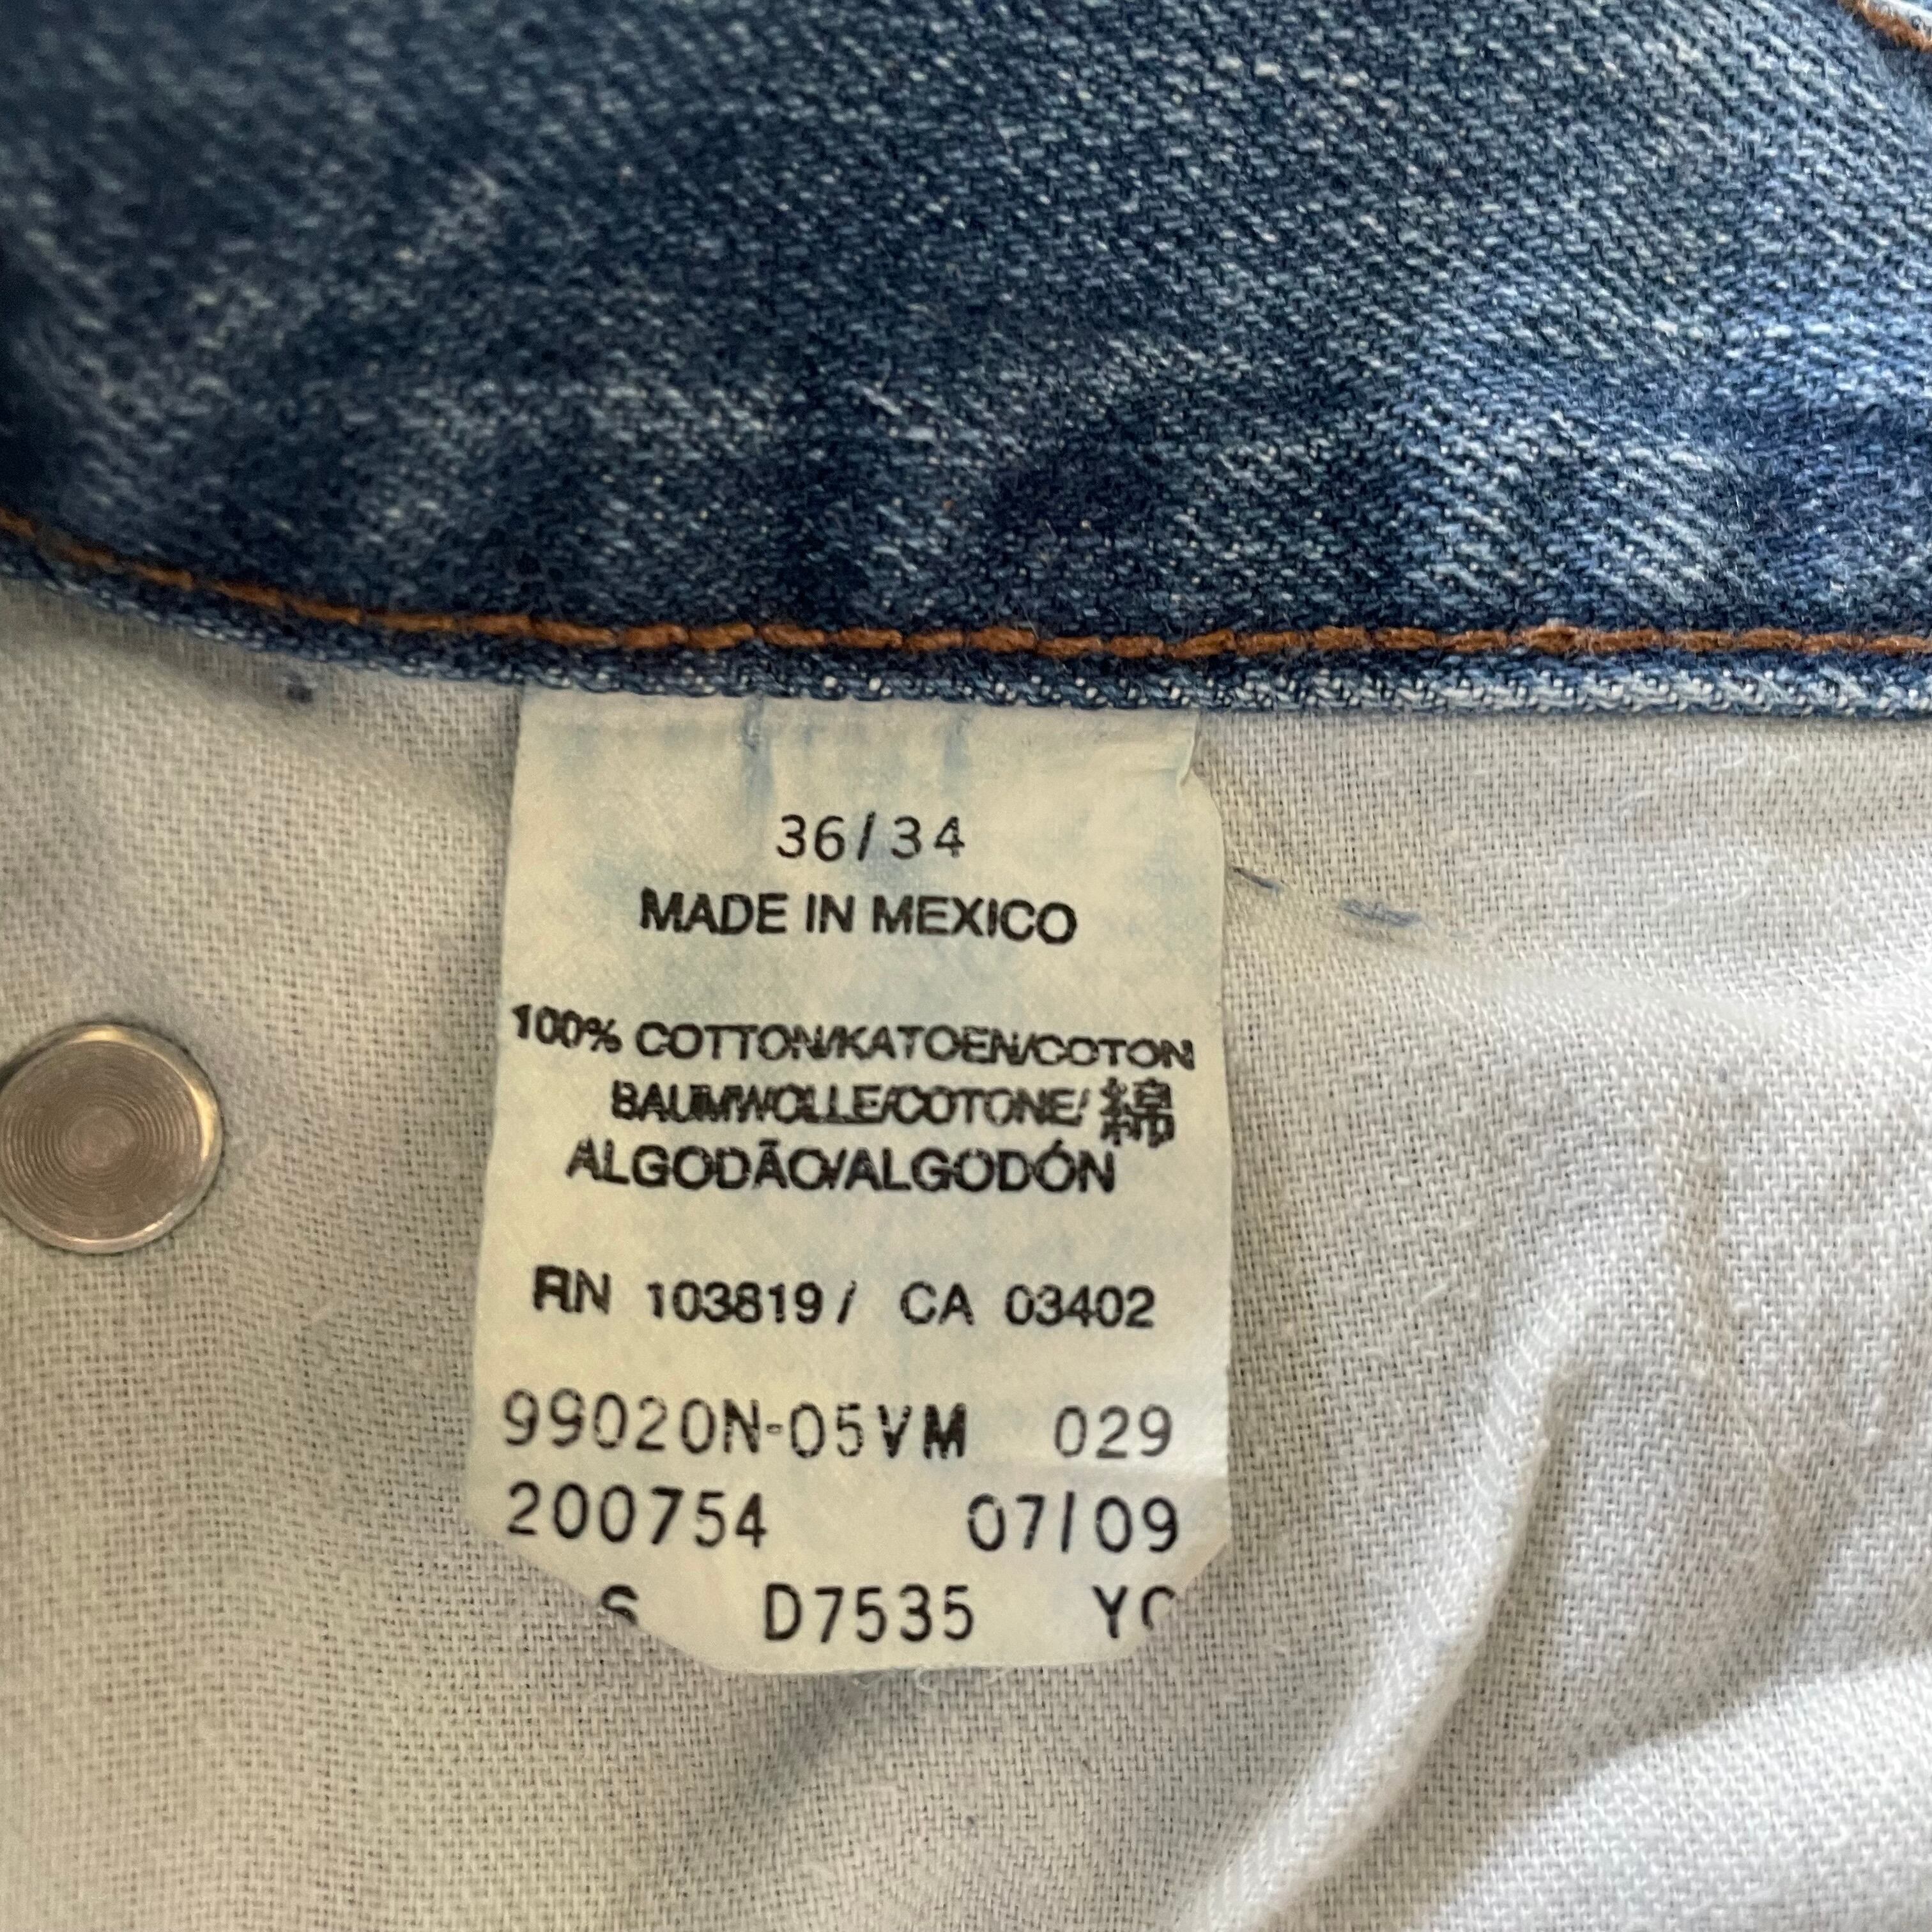 36/34
MADE IN MEXICO
100% COTTON/KATOEN/COTON
BAUMWOLLE/COTONE/綿
ALGODÃO/ALGODÓN
RN 103819/ CA 03402
99020N-05VM 029
200754 07/09
S D7535